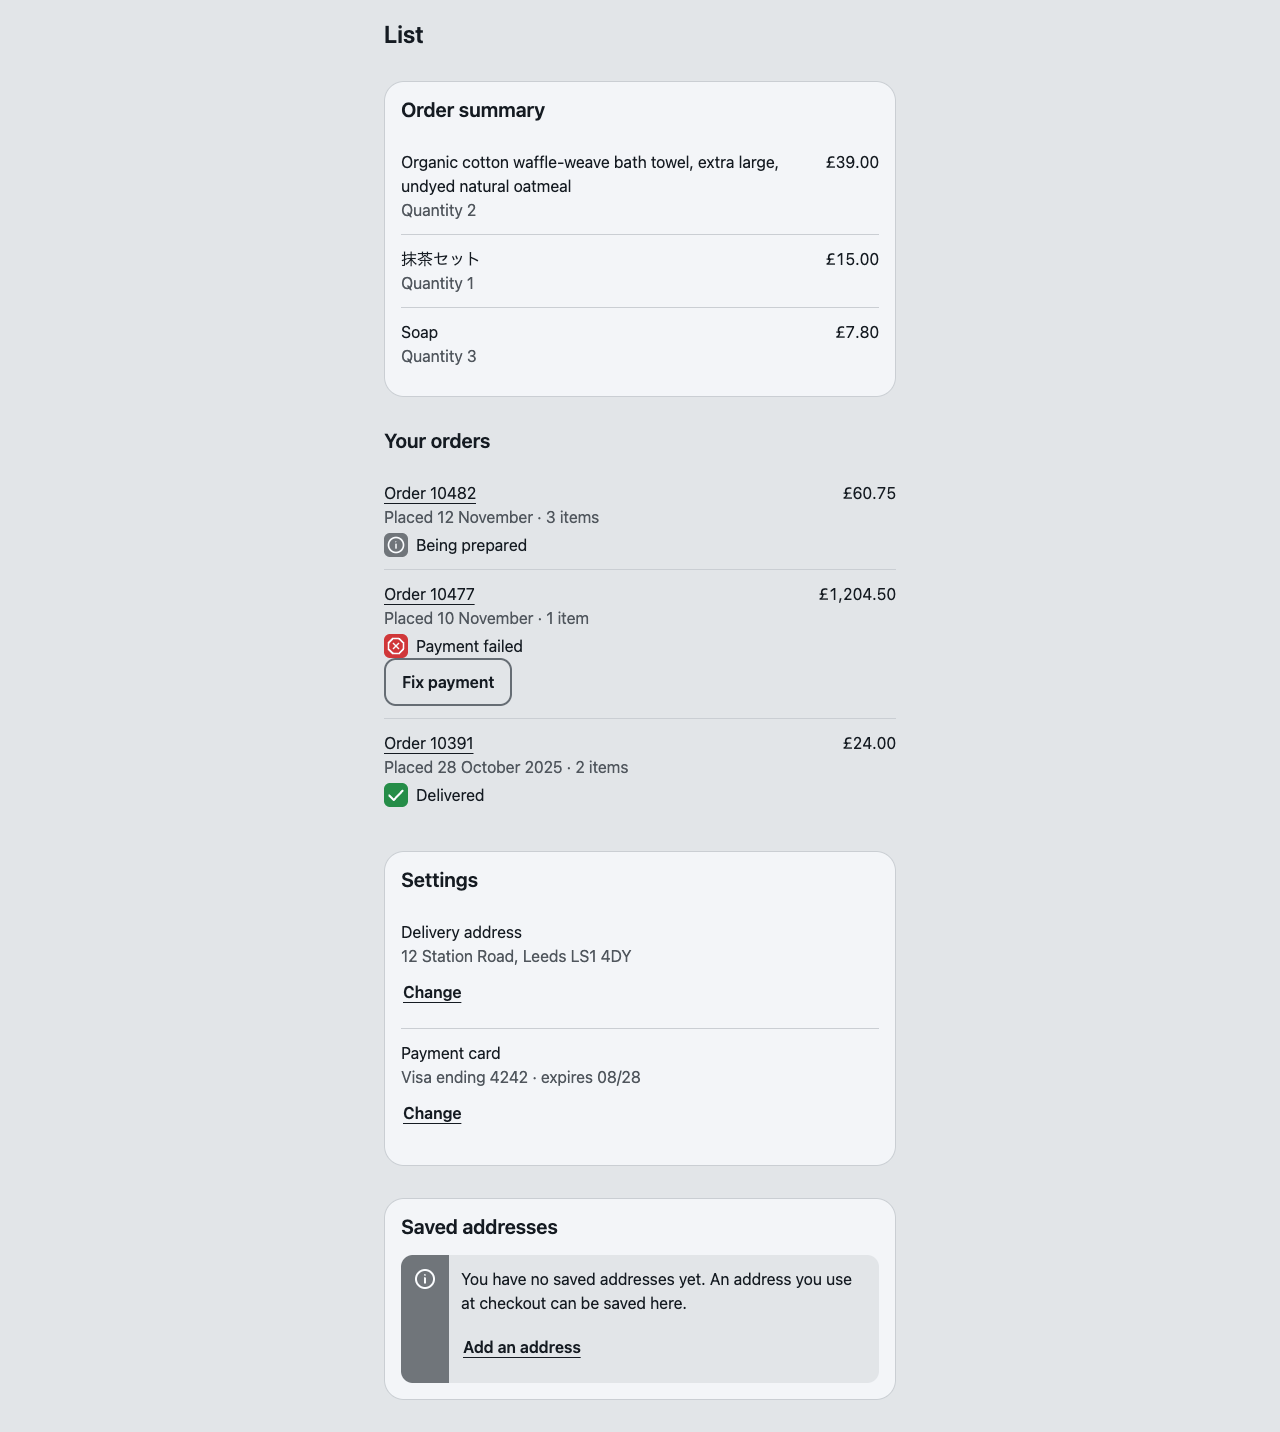 List
Order summary
Organic cotton waffle-weave bath towel, extra large, £39.00
undyed natural oatmeal
Quantity 2
抹茶セット £15.00
Quantity 1
Soap £7.80
Quantity 3
Your orders
Order 10482 £60.75
Placed 12 November · 3 items
Being prepared
Order 10477 £1,204.50
Placed 10 November · 1 item
Payment failed
Fix payment
Order 10391 £24.00
Placed 28 October 2025 · 2 items
Delivered
Settings
Delivery address
12 Station Road, Leeds LS1 4DY
Change
Payment card
Visa ending 4242 · expires 08/28
Change
Saved addresses
You have no saved addresses yet. An address you use
at checkout can be saved here.
Add an address